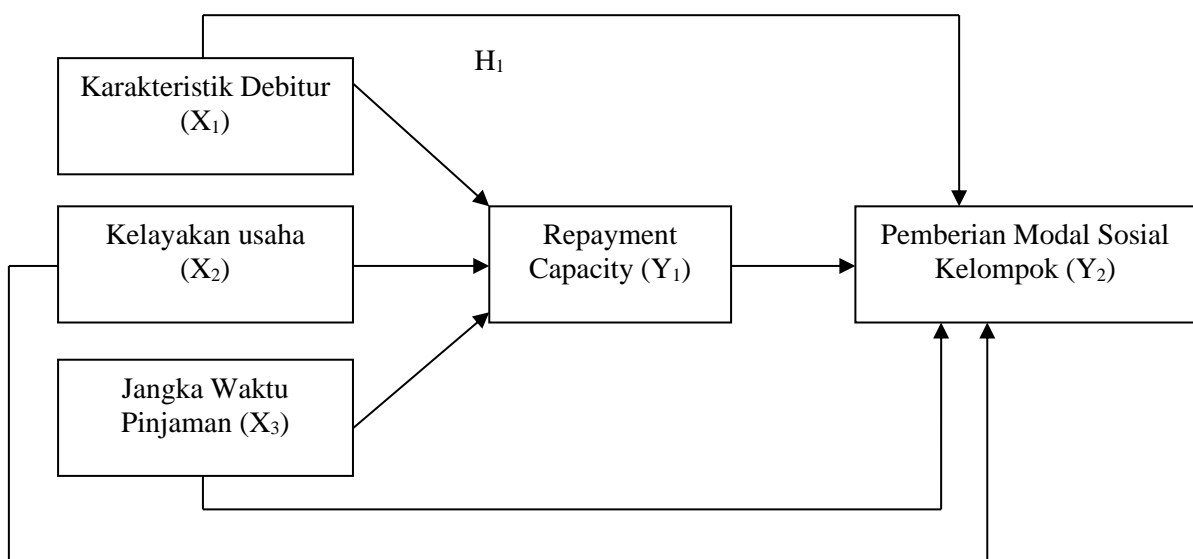 H₁
Karakteristik Debitur
(X₁)
Kelayakan usaha
(X₂)
Repayment
Capacity (Y₁)
Pemberian Modal Sosial
Kelompok (Y₂)
Jangka Waktu
Pinjaman (X₃)